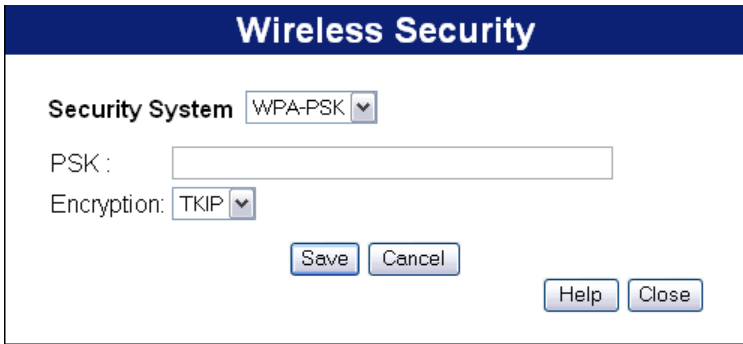 Wireless Security
Security System WPA-PSK
PSK :
Encryption: TKIP
Save Cancel
Help Close